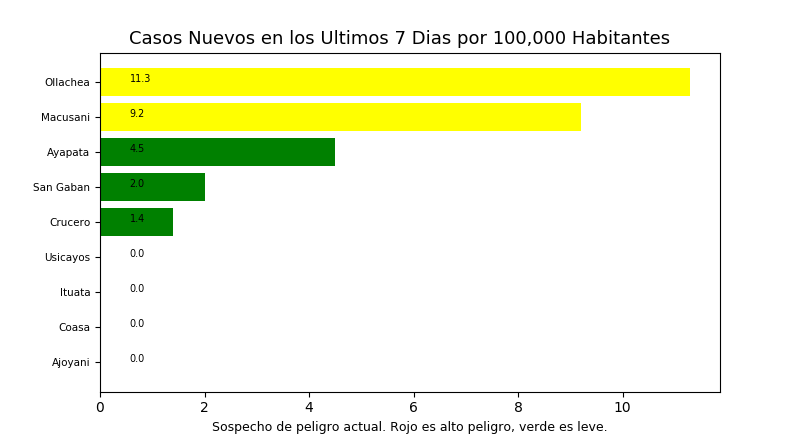 Casos Nuevos en los Ultimos 7 Dias por 100,000 Habitantes
Ollachea 11.3
Macusani 9.2
Ayapata 4.5
San Gaban 2.0
Crucero 1.4
Usicayos 0.0
Ituata 0.0
Coasa 0.0
Ajoyani 0.0
0 2 4 6 8 10
Sospecho de peligro actual. Rojo es alto peligro, verde es leve.